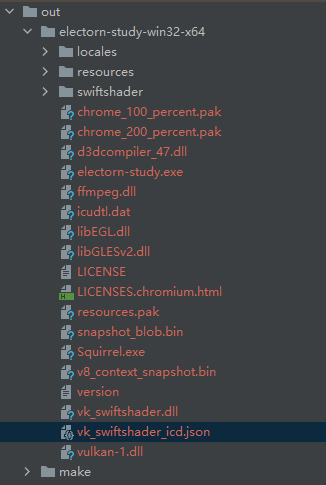 out
electorn-study-win32-x64
locales
resources
swiftshader
chrome_100_percent.pak
chrome_200_percent.pak
d3dcompiler_47.dll
electorn-study.exe
ffmpeg.dll
icudtl.dat
libEGL.dll
libGLESv2.dll
LICENSE
LICENSES.chromium.html
resources.pak
snapshot_blob.bin
Squirrel.exe
v8_context_snapshot.bin
version
vk_swiftshader.dll
vk_swiftshader_icd.json
vulkan-1.dll
make